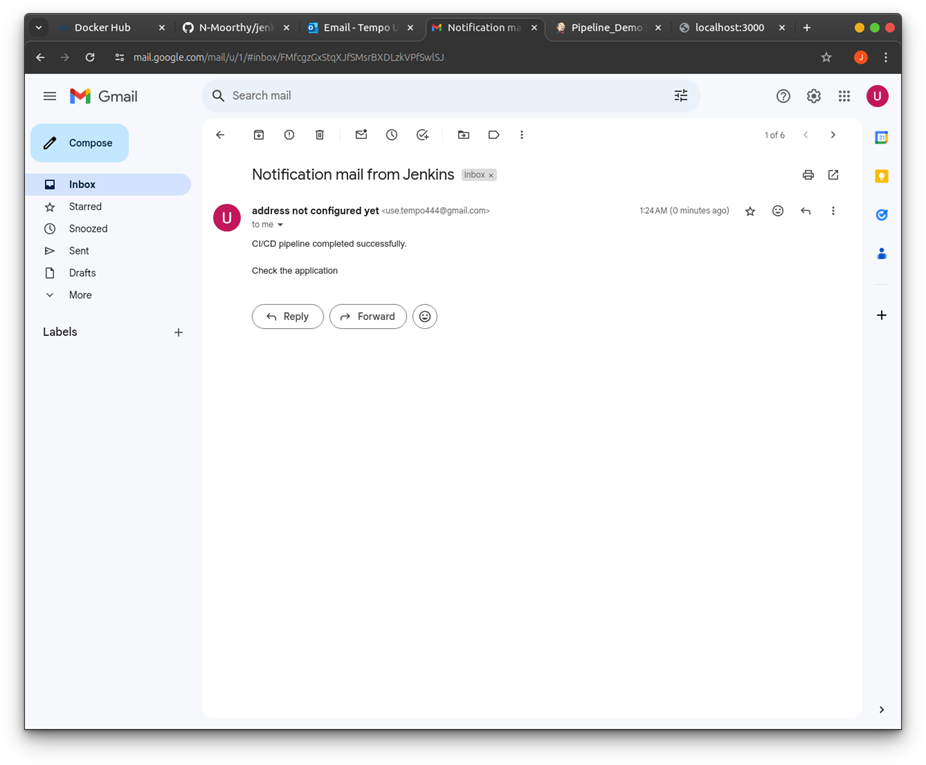 Docker Hub
N-Moorthy/jen
Email - Tempo U
Notification ma
Pipeline_Demo
localhost:3000
mail.google.com/mail/u/1/#inbox/FMfcgzGxStqXJfSMsrBXDLzkVPfSwlSJ
J
Gmail
Search mail
U
Compose
1 of 6
31
Notification mail from Jenkins Inbox x
Inbox
Starred
U
address not configured yet <use.tempo444@gmail.com>
1:24 AM (0 minutes ago)
to me
Snoozed
CI/CD pipeline completed successfully.
Sent
Check the application
Drafts
More
Reply
Forward
Labels